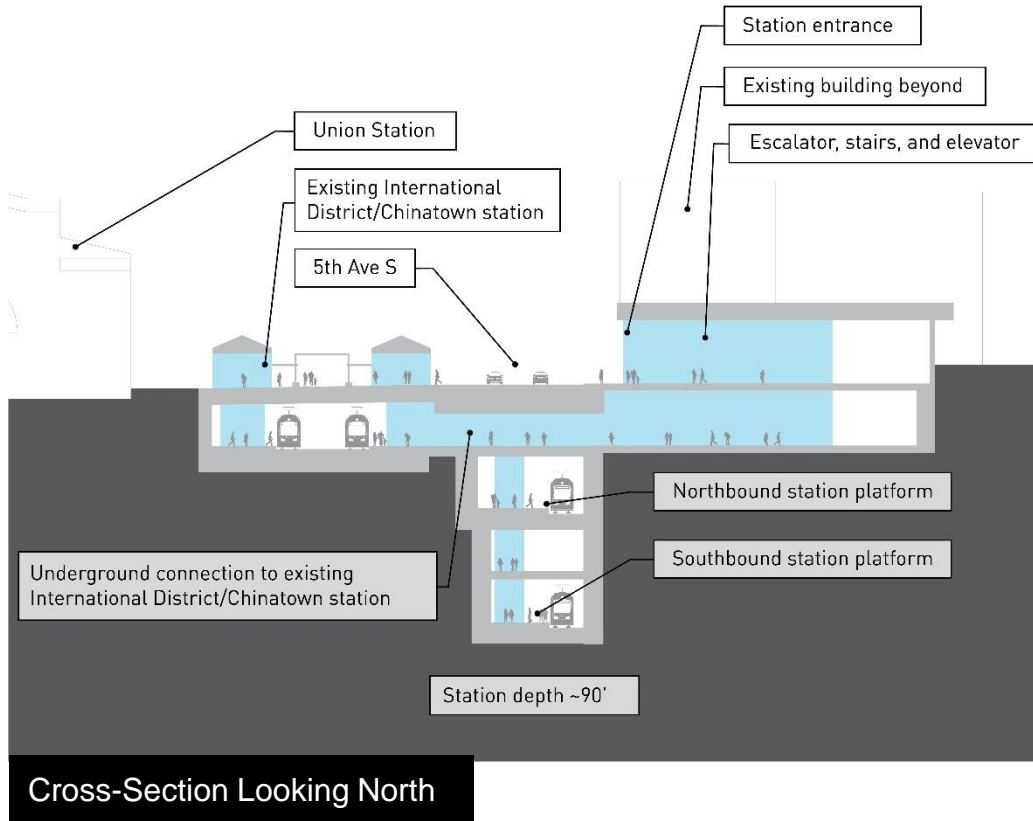 Station entrance
Existing building beyond
Union Station
Escalator, stairs, and elevator
Existing International
District/Chinatown station
5th Ave S
Northbound station platform
Southbound station platform
Underground connection to existing
International District/Chinatown station
Station depth ~90’
Cross-Section Looking North